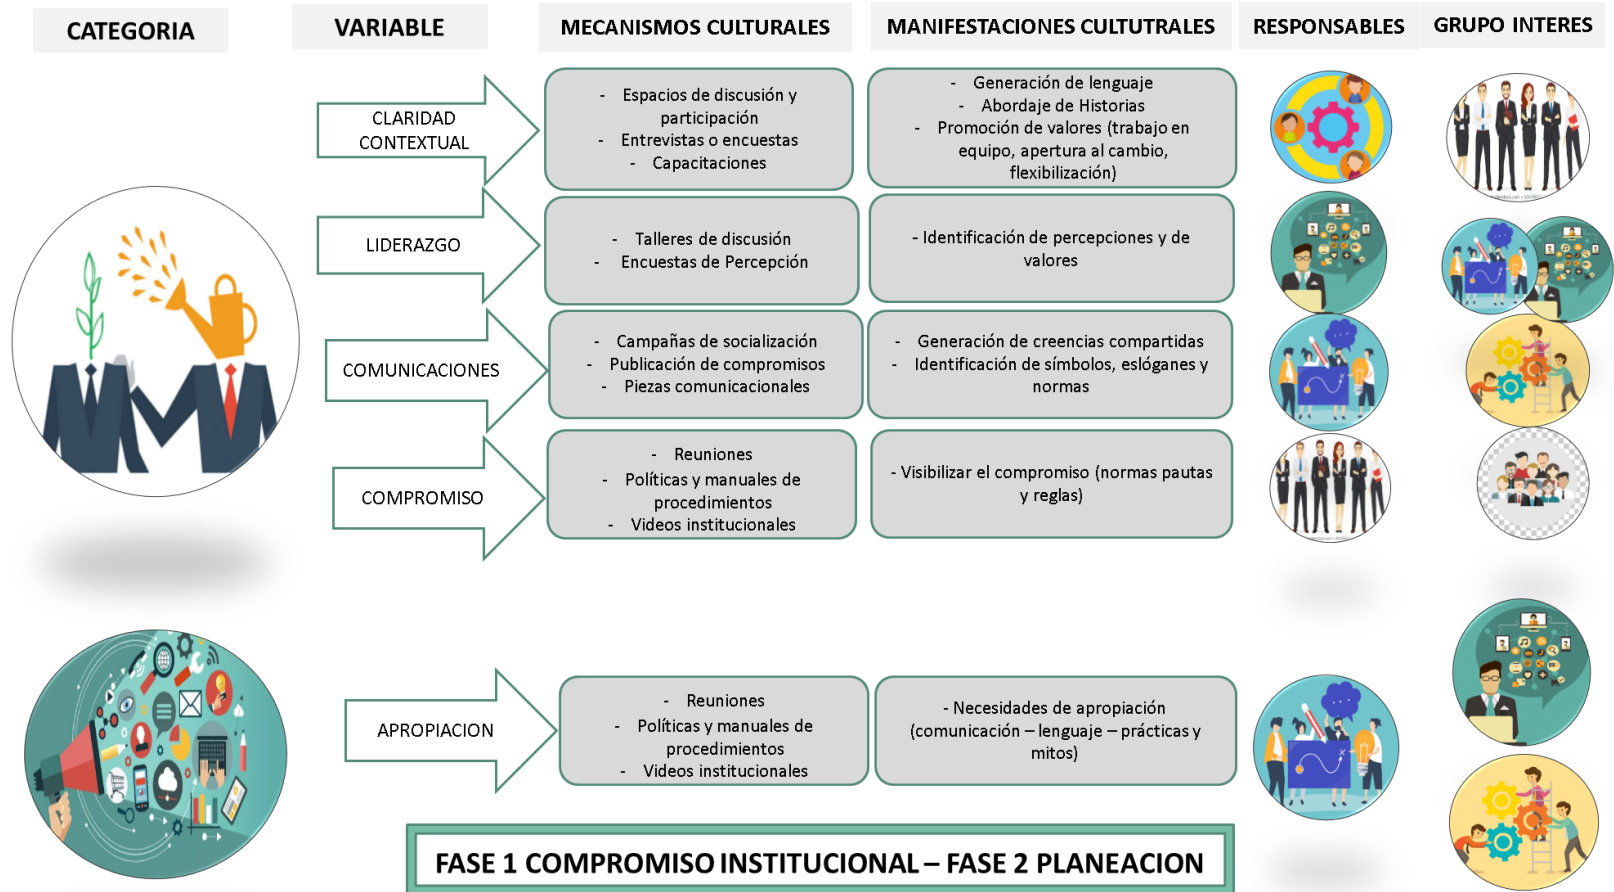 CATEGORIA
VARIABLE
MECANISMOS CULTURALES
MANIFESTACIONES CULTUTRALES
RESPONSABLES
GRUPO INTERES
CLARIDAD
CONTEXTUAL
- Espacios de discusión y
participación
- Entrevistas o encuestas
- Capacitaciones
- Generación de lenguaje
- Abordaje de Historias
- Promoción de valores (trabajo en
equipo, apertura al cambio,
flexibilización)
LIDERAZGO
- Talleres de discusión
- Encuestas de Percepción
- Identificación de percepciones y de
valores
COMUNICACIONES
- Campañas de socialización
- Publicación de compromisos
- Piezas comunicacionales
- Generación de creencias compartidas
- Identificación de símbolos, eslóganes y
normas
COMPROMISO
- Reuniones
- Políticas y manuales de
procedimientos
- Videos institucionales
- Visibilizar el compromiso (normas pautas
y reglas)
APROPIACION
- Reuniones
- Políticas y manuales de
procedimientos
- Videos institucionales
- Necesidades de apropiación
(comunicación – lenguaje – prácticas y
mitos)
FASE 1 COMPROMISO INSTITUCIONAL – FASE 2 PLANEACION